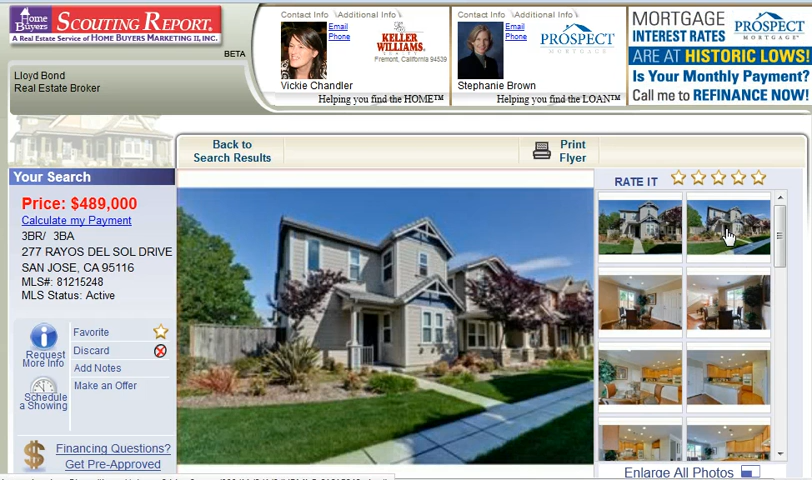 Home Buyers
SCOUTING REPORT®
A Real Estate Service of HOME BUYERS MARKETING II, INC.
BETA
Lloyd Bond
Real Estate Broker
Contact Info \ Additional Info \
Email
Phone
KELLER WILLIAMS.
Fremont, California 94539
Vickie Chandler
Helping you find the HOME™
Contact Info \ Additional Info \
Email
Phone
PROSPECT
MORTGAGE
Stephanie Brown
Helping you find the LOAN™
MORTGAGE
INTEREST RATES
PROSPECT
MORTGAGE
ARE AT HISTORIC LOWS!
Is Your Monthly Payment?
Call me to REFINANCE NOW!
Back to
Search Results
Print
Flyer
Your Search
Price: $489,000
Calculate my Payment
3BR/ 3BA
277 RAYOS DEL SOL DRIVE
SAN JOSE, CA 95116
MLS#: 81215248
MLS Status: Active
Request
More Info
Schedule
a Showing
Favorite
Discard
Add Notes
Make an Offer
Financing Questions?
Get Pre-Approved
RATE IT
Enlarge All Photos